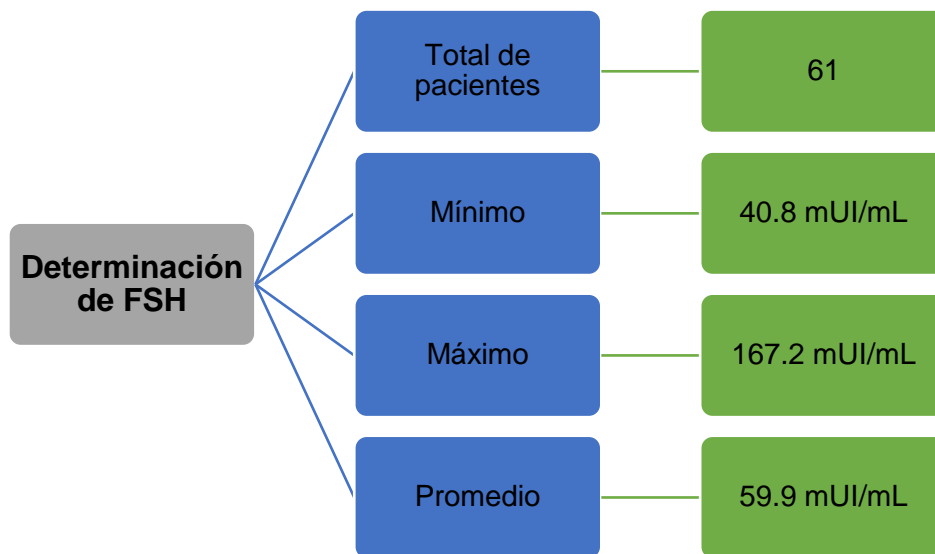 Determinación
de FSH
Total de
pacientes
61
Mínimo
40.8 mUI/mL
Máximo
167.2 mUI/mL
Promedio
59.9 mUI/mL